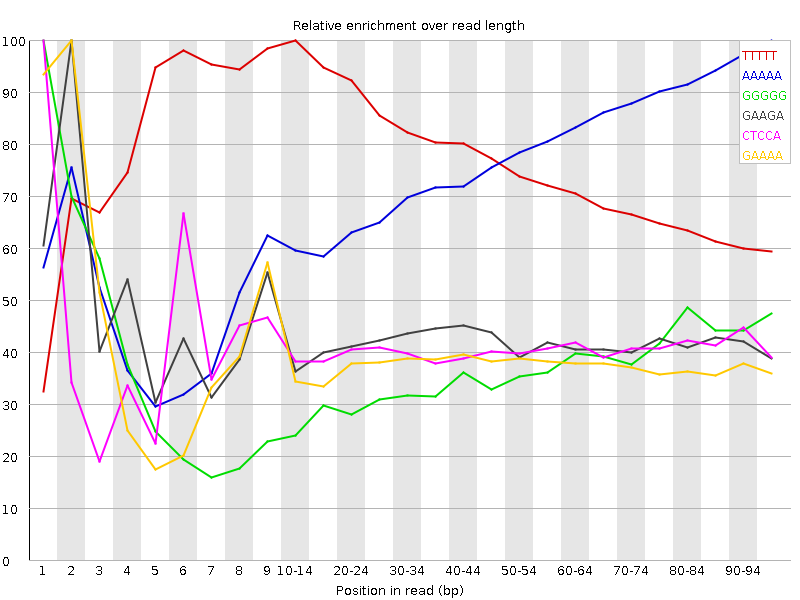 Relative enrichment over read length
100
90
80
70
60
50
40
30
20
10
0
TTTTT
AAAAA
GGGGG
GAAGA
CTCCA
GAAAA
1 2 3 4 5 6 7 8 9 10-14 20-24 30-34 40-44 50-54 60-64 70-74 80-84 90-94
Position in read (bp)